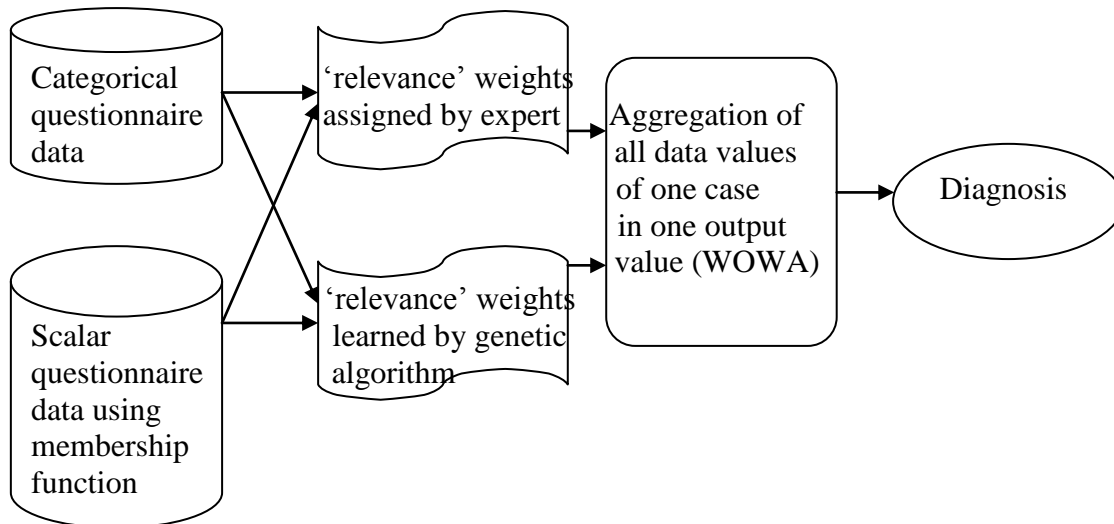 Categorical
questionnaire
data
‘relevance’ weights
assigned by expert
Aggregation of
all data values
of one case
in one output
value (WOWA)
Diagnosis
Scalar
questionnaire
data using
membership
function
‘relevance’ weights
learned by genetic
algorithm